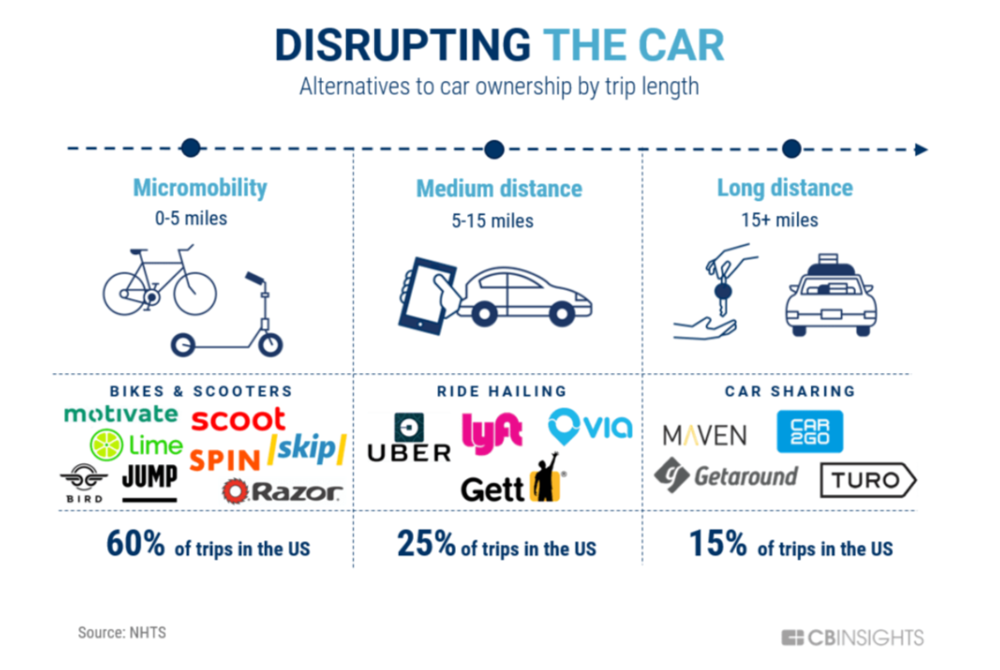 DISRUPTING THE CAR
Alternatives to car ownership by trip length
Micromobility
0-5 miles
Medium distance
5-15 miles
Long distance
15+ miles
BIKES & SCOOTERS
motivate
scoot
Lime
SPIN
/skip/
BIRD
JUMP
Razor
RIDE HAILING
UBER
lyft
via
Gett
®
CAR SHARING
MAVEN
CAR
2GO
Getaround
TURO
60% of trips in the US
25% of trips in the US
15% of trips in the US
Source: NHTS
CBINSIGHTS